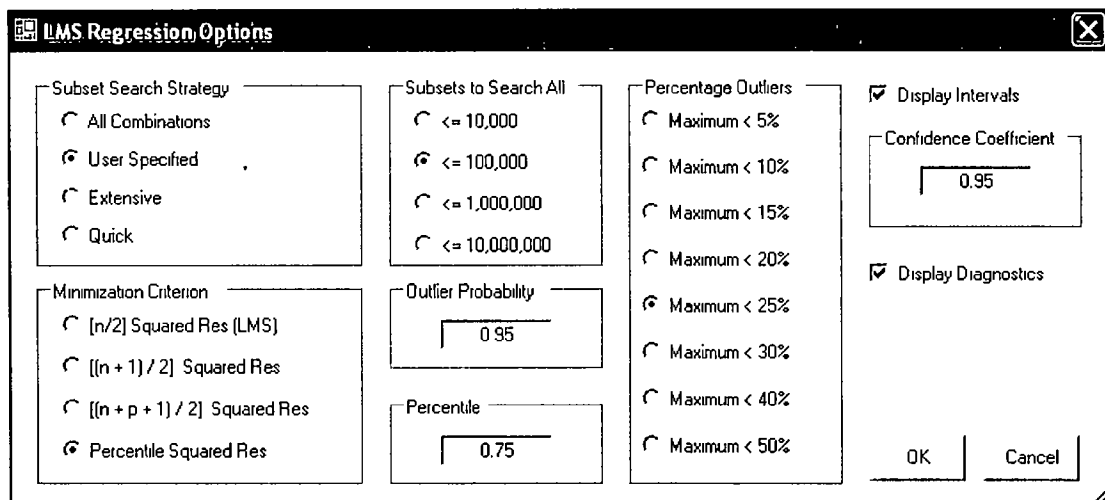 LMS Regression Options
Subset Search Strategy
All Combinations
User Specified
Extensive
Quick
Minimization Criterion
[n/2] Squared Res (LMS)
[(n + 1) / 2] Squared Res
[(n + p + 1) / 2] Squared Res
Percentile Squared Res
Subsets to Search All
<= 10,000
<= 100,000
<= 1,000,000
<= 10,000,000
Outlier Probability
0.95
Percentile
0.75
Percentage Outliers
Maximum < 5%
Maximum < 10%
Maximum < 15%
Maximum < 20%
Maximum < 25%
Maximum < 30%
Maximum < 40%
Maximum < 50%
Display Intervals
Confidence Coefficient
0.95
Display Diagnostics
OK
Cancel